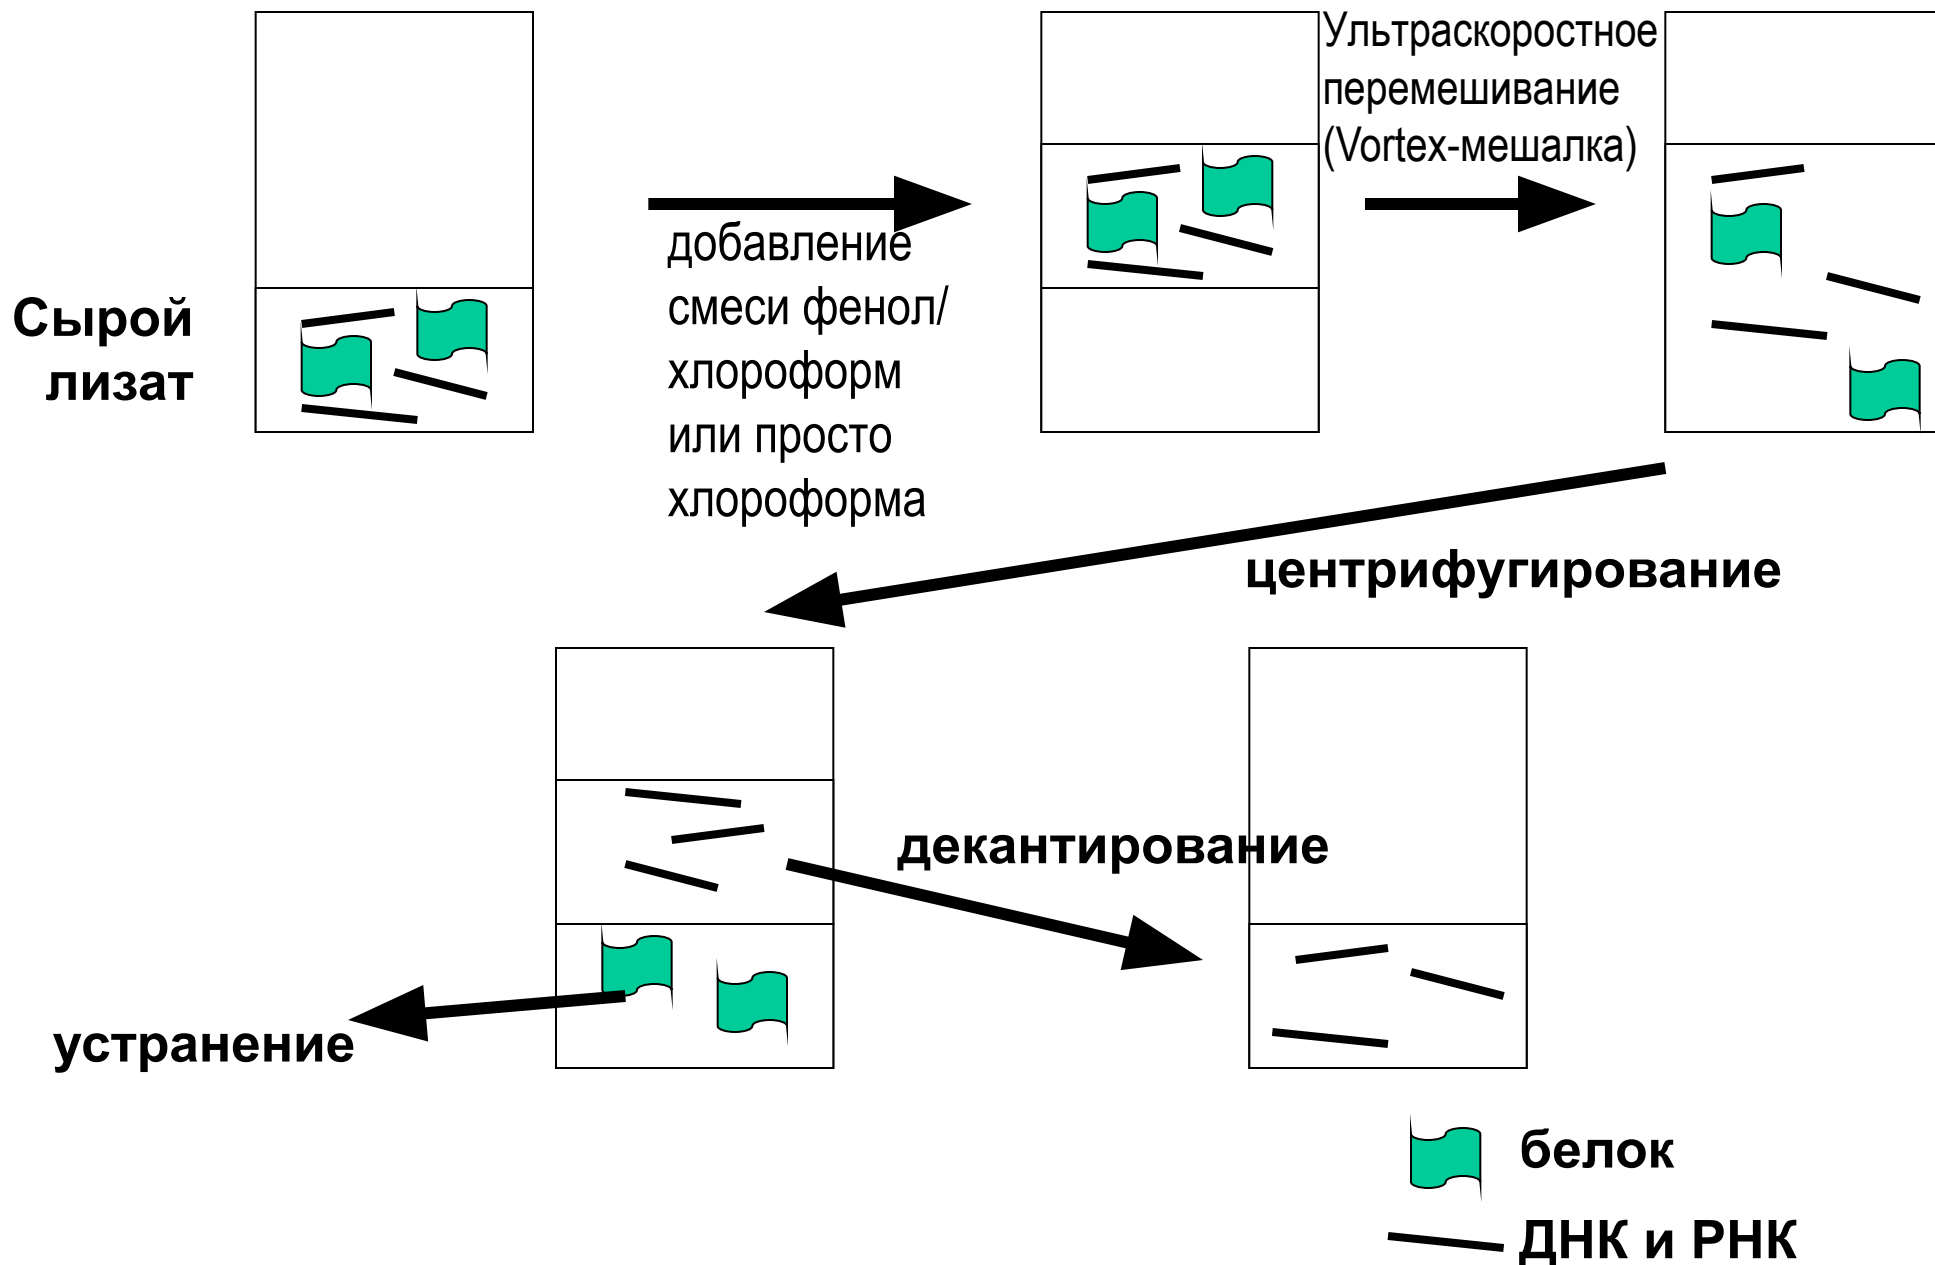 Сырой
лизат
добавление
смеси фенол/
хлороформ
или просто
хлороформа
Ультраскоростное
перемешивание
(Vortex-мешалка)
центрифугирование
декантирование
устранение
белок
ДНК и РНК